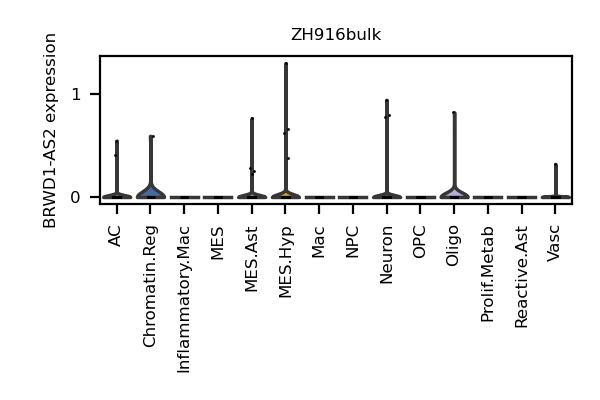 ZH916bulk
BRWD1-AS2 expression
1
0
AC
Chromatin.Reg
Inflammatory.Mac
MES
MES.Ast
MES.Hyp
Mac
NPC
Neuron
OPC
Oligo
Prolif.Metab
Reactive.Ast
Vasc